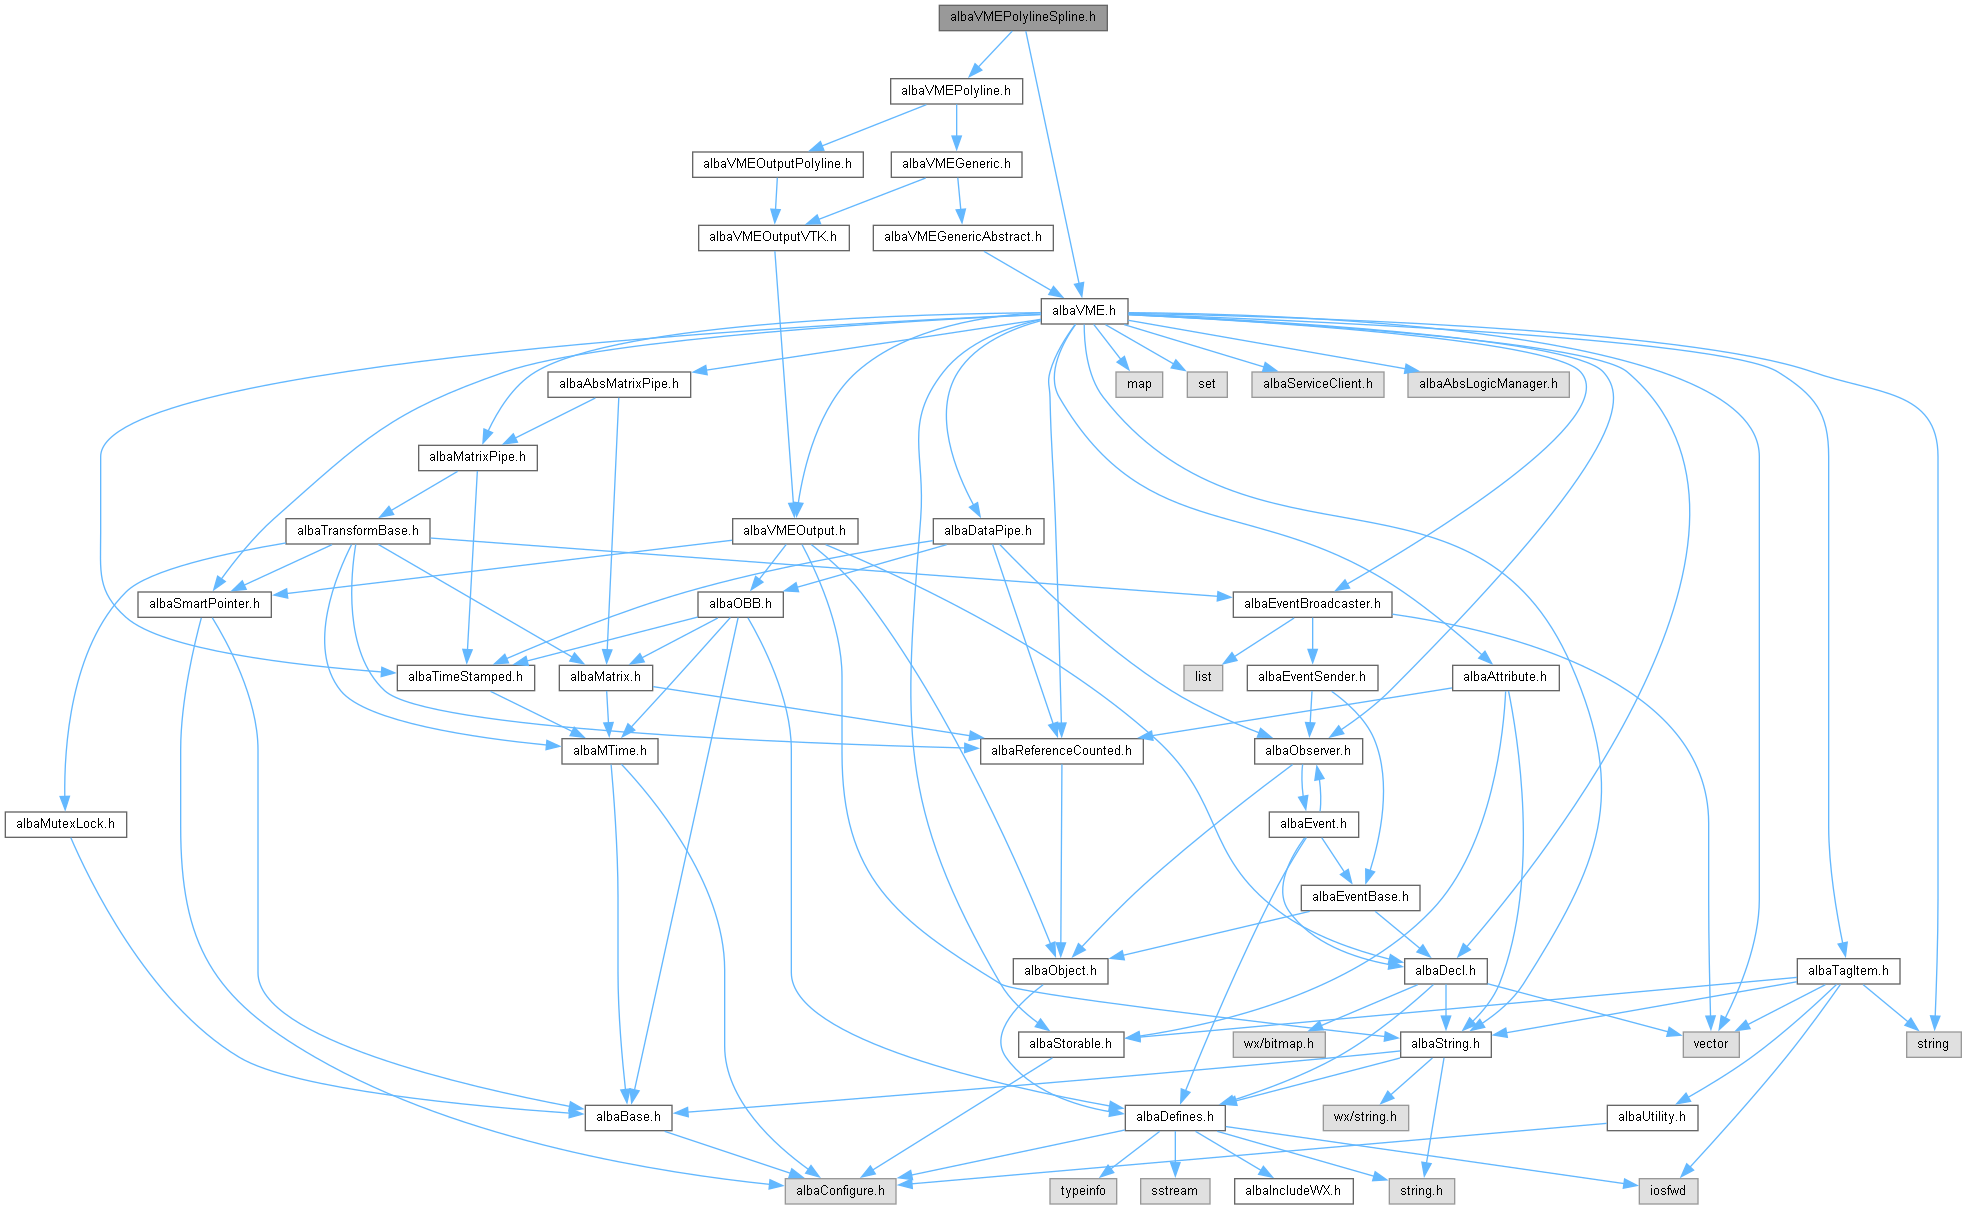 albaVMEPolylineSpline.h
albaVMEPolyline.h
albaVMEOutputPolyline.h
albaVMEGeneric.h
albaVMEOutputVTK.h
albaVMEGenericAbstract.h
albaVME.h
albaAbsMatrixPipe.h
map
set
albaServiceClient.h
albaAbsLogicManager.h
albaMatrixPipe.h
albaTransformBase.h
albaVMEOutput.h
albaDataPipe.h
albaSmartPointer.h
albaOBB.h
albaEventBroadcaster.h
albaTimeStamped.h
albaMatrix.h
list
albaEventSender.h
albaAttribute.h
albaMTime.h
albaReferenceCounted.h
albaObserver.h
albaMutexLock.h
albaEvent.h
albaEventBase.h
albaObject.h
albaDecl.h
albaTagItem.h
albaStorable.h
wx/bitmap.h
albaString.h
vector
string
albaBase.h
albaDefines.h
wx/string.h
albaUtility.h
albaConfigure.h
typeinfo
sstream
albaIncludeWX.h
string.h
iosfwd